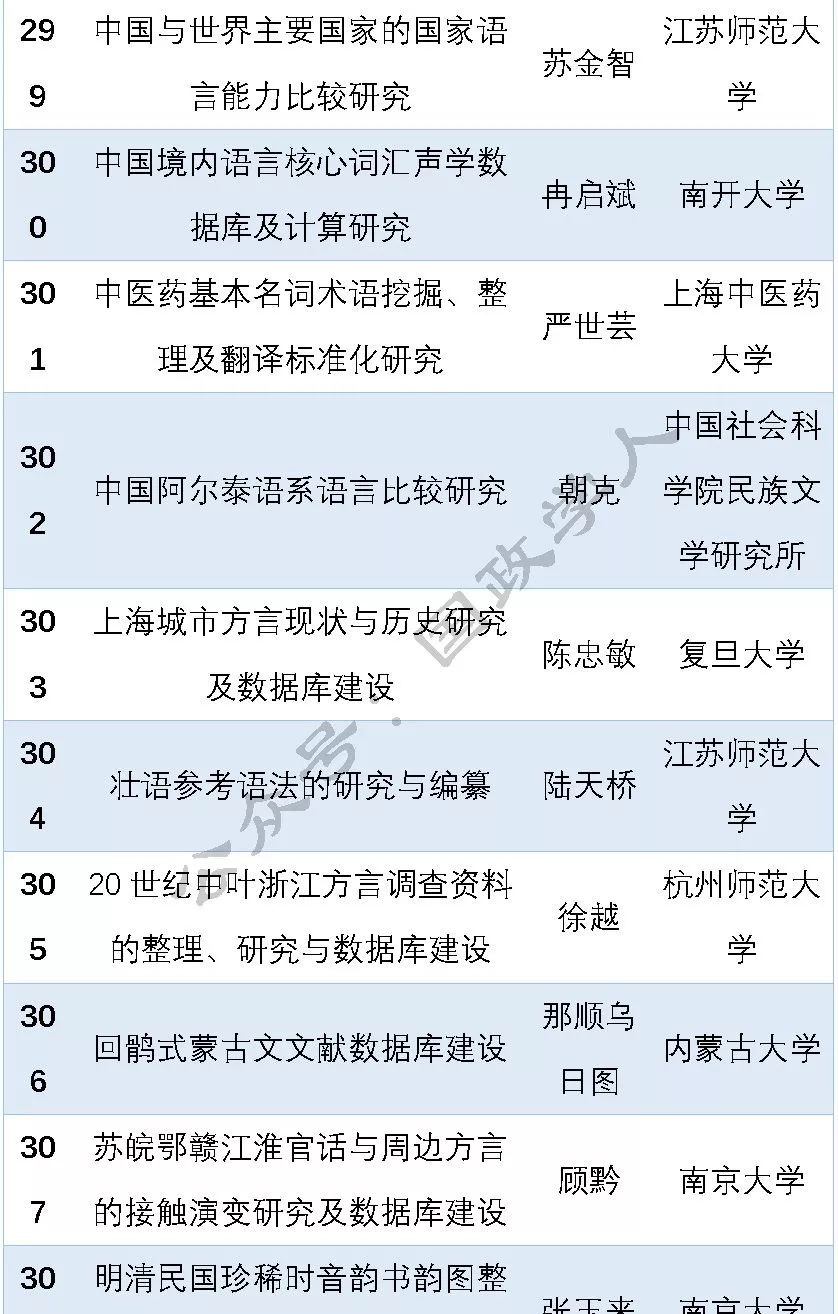 299 中国与世界主要国家的国家语言能力比较研究 苏金智 江苏师范大学
300 中国境内语言核心词汇声学数据库及计算研究 冉启斌 南开大学
301 中医药基本名词术语挖掘、整理及翻译标准化研究 严世芸 上海中医药大学
302 中国阿尔泰语系语言比较研究 朝克 中国社会科学院民族文学研究所
303 上海城市方言现状与历史研究及数据库建设 陈忠敏 复旦大学
304 壮语参考语法的研究与编纂 陆天桥 江苏师范大学
305 20世纪中叶浙江方言调查资料的整理、研究与数据库建设 徐越 杭州师范大学
306 回鹘式蒙古文文献数据库建设 那顺乌日图 内蒙古大学
307 苏皖鄂赣江淮官话与周边方言的接触演变研究及数据库建设 顾黔 南京大学
30 明清民国珍稀时音韵书韵图整 张玉来 南京大学
公众号：国政学人